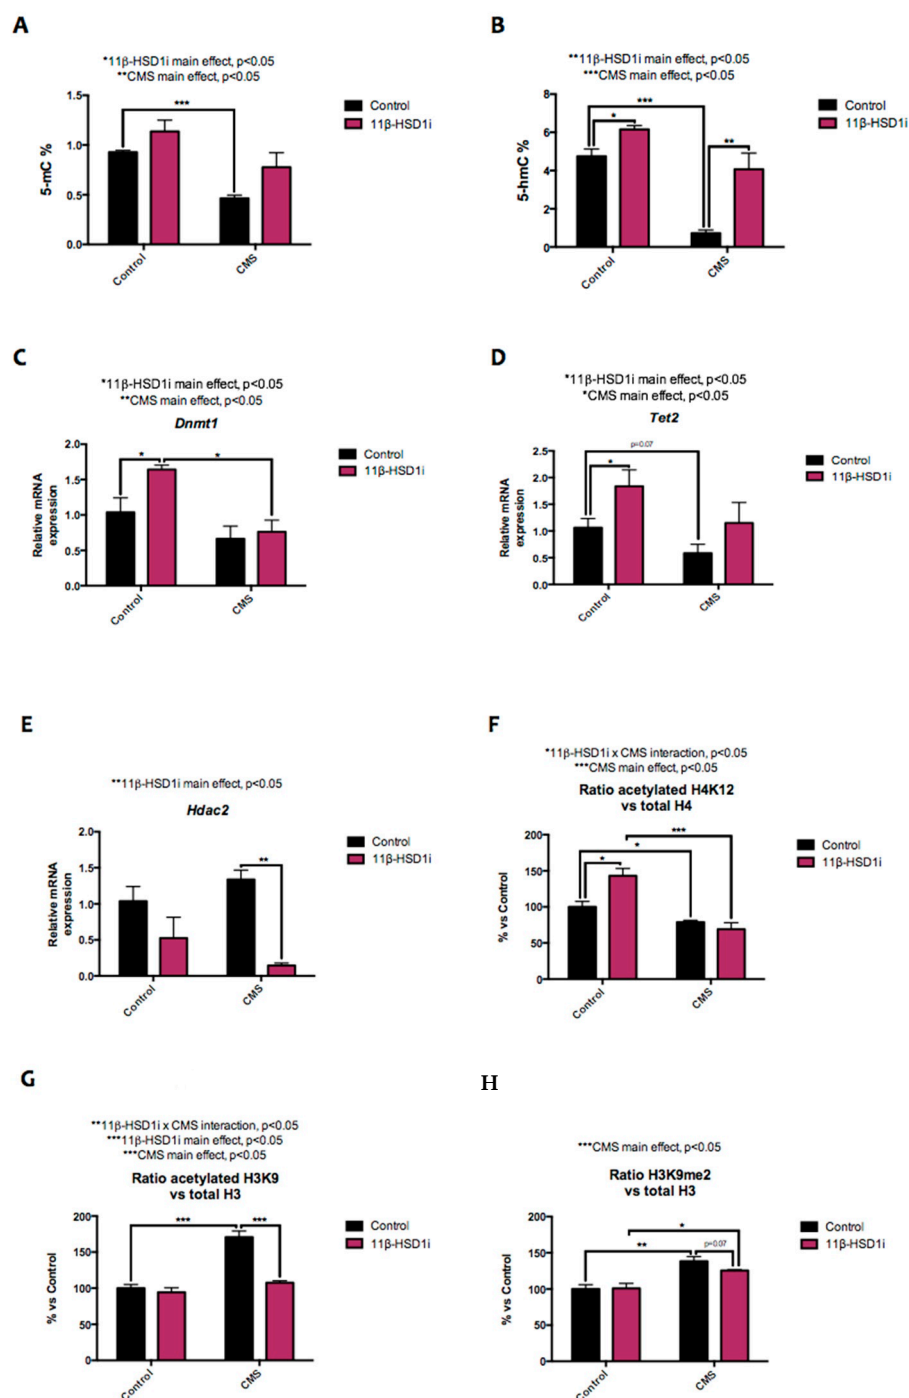 A
*11β-HSD1i main effect, p<0.05
**CMS main effect, p<0.05
5-mC %
1.5
1.0
0.5
0.0
***
Control
CMS
Control
11β-HSD1i
B
**11β-HSD1i main effect, p<0.05
***CMS main effect, p<0.05
5-hmC %
8
6
4
2
0
***
*
**
Control
CMS
Control
11β-HSD1i
C
*11β-HSD1i main effect, p<0.05
**CMS main effect, p<0.05
Dnmt1
Relative mRNA
expression
2.0
1.5
1.0
0.5
0.0
*
*
Control
CMS
Control
11β-HSD1i
D
*11β-HSD1i main effect, p<0.05
*CMS main effect, p<0.05
Tet2
Relative mRNA
expression
2.5
2.0
1.5
1.0
0.5
0.0
p=0.07
*
Control
CMS
Control
11β-HSD1i
E
**11β-HSD1i main effect, p<0.05
Hdac2
Relative mRNA
expression
2.0
1.5
1.0
0.5
0.0
**
Control
CMS
Control
11β-HSD1i
F
*11β-HSD1i x CMS interaction, p<0.05
***CMS main effect, p<0.05
Ratio acetylated H4K12
vs total H4
% vs Control
200
150
100
50
0
***
*
*
Control
CMS
Control
11β-HSD1i
G
**11β-HSD1i x CMS interaction, p<0.05
***11β-HSD1i main effect, p<0.05
***CMS main effect, p<0.05
Ratio acetylated H3K9
vs total H3
% vs Control
200
150
100
50
0
***
***
Control
CMS
Control
11β-HSD1i
H
***CMS main effect, p<0.05
Ratio H3K9me2
vs total H3
% vs Control
200
150
100
50
0
*
**
p=0.07
Control
CMS
Control
11β-HSD1i